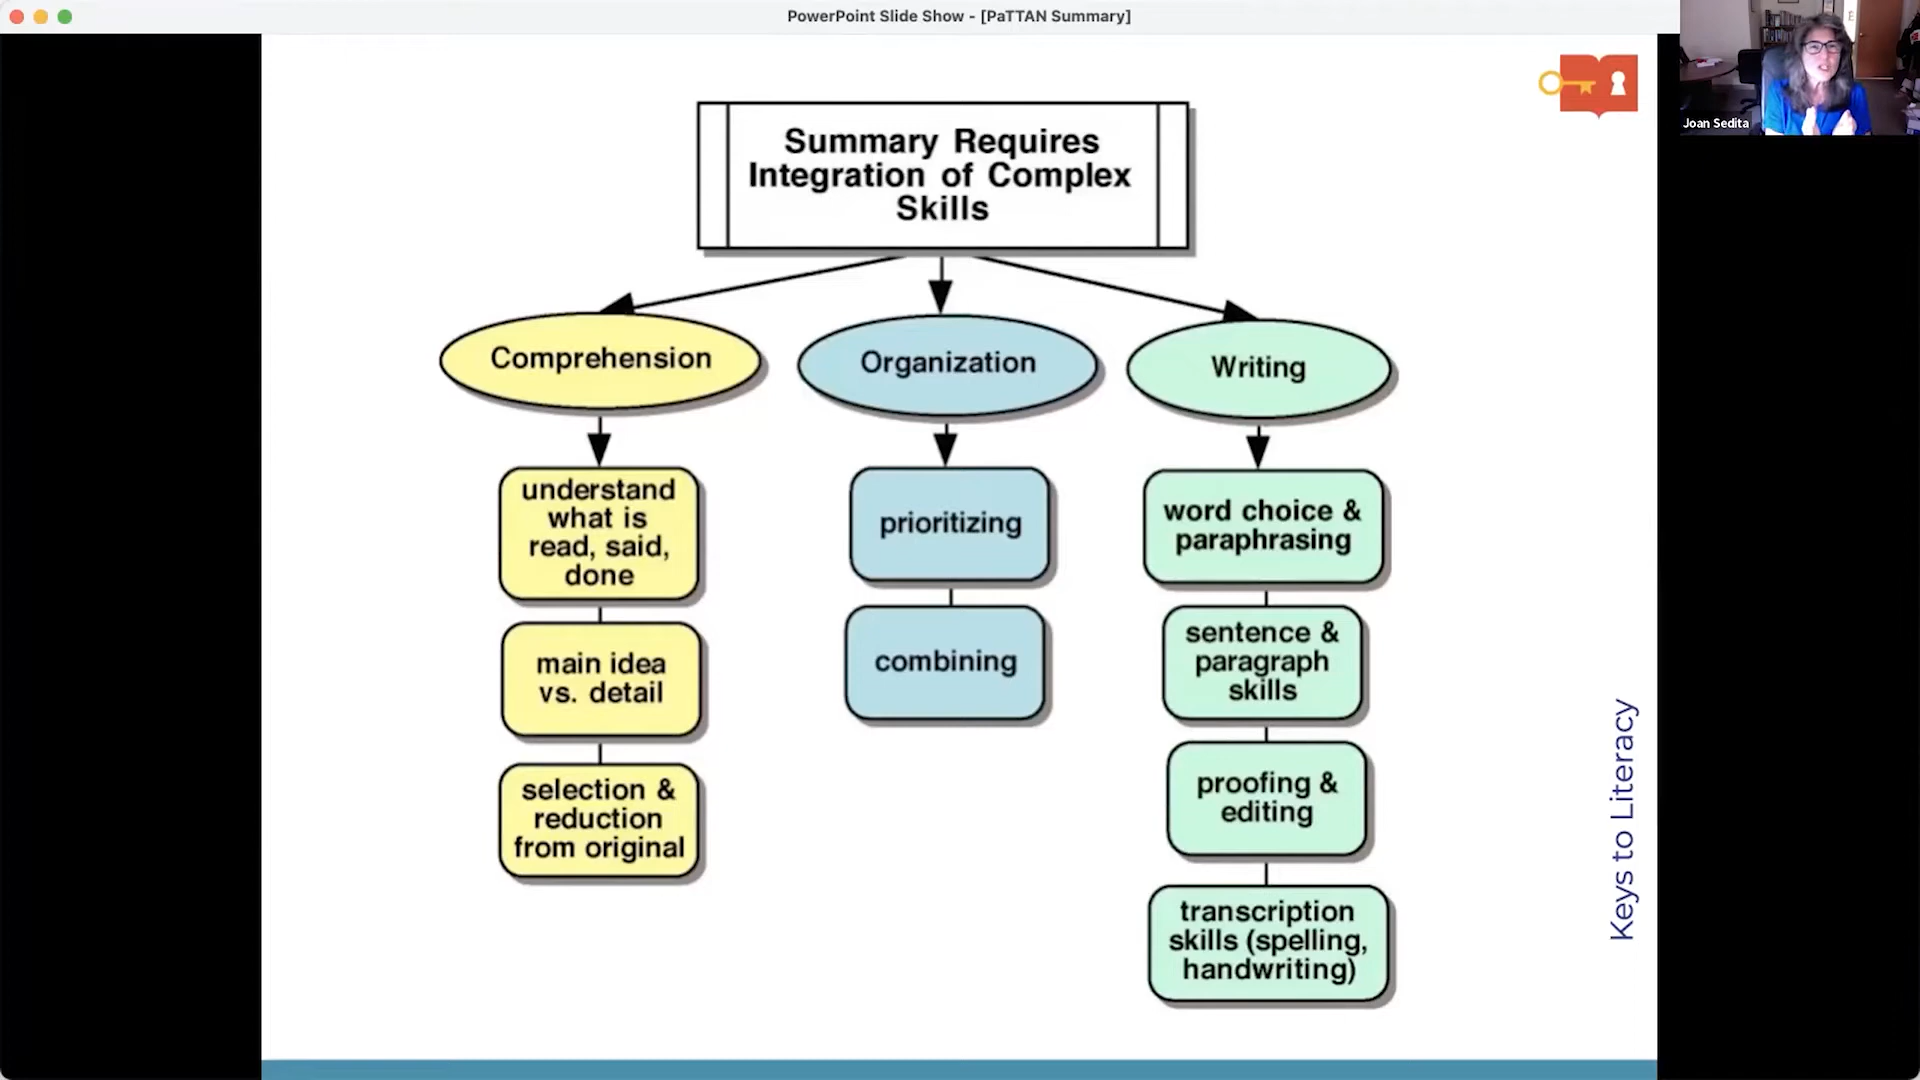 PowerPoint Slide Show - [PaTTAN Summary]
Joan Sedita
Summary Requires
Integration of Complex
Skills
Comprehension
understand
what is
read, said,
done
main idea
vs. detail
selection &
reduction
from original
Organization
prioritizing
combining
Writing
word choice &
paraphrasing
sentence &
paragraph
skills
proofing &
editing
transcription
skills (spelling,
handwriting)
Keys to Literacy